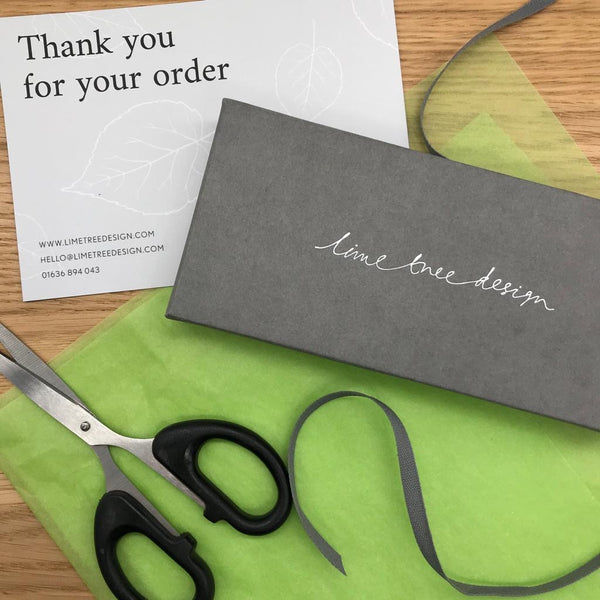 Thank you
for your order
WWW.LIMETREEDESIGN.COM
HELLO@LIMETREEDESIGN.COM
01636 894 043
lime tree design